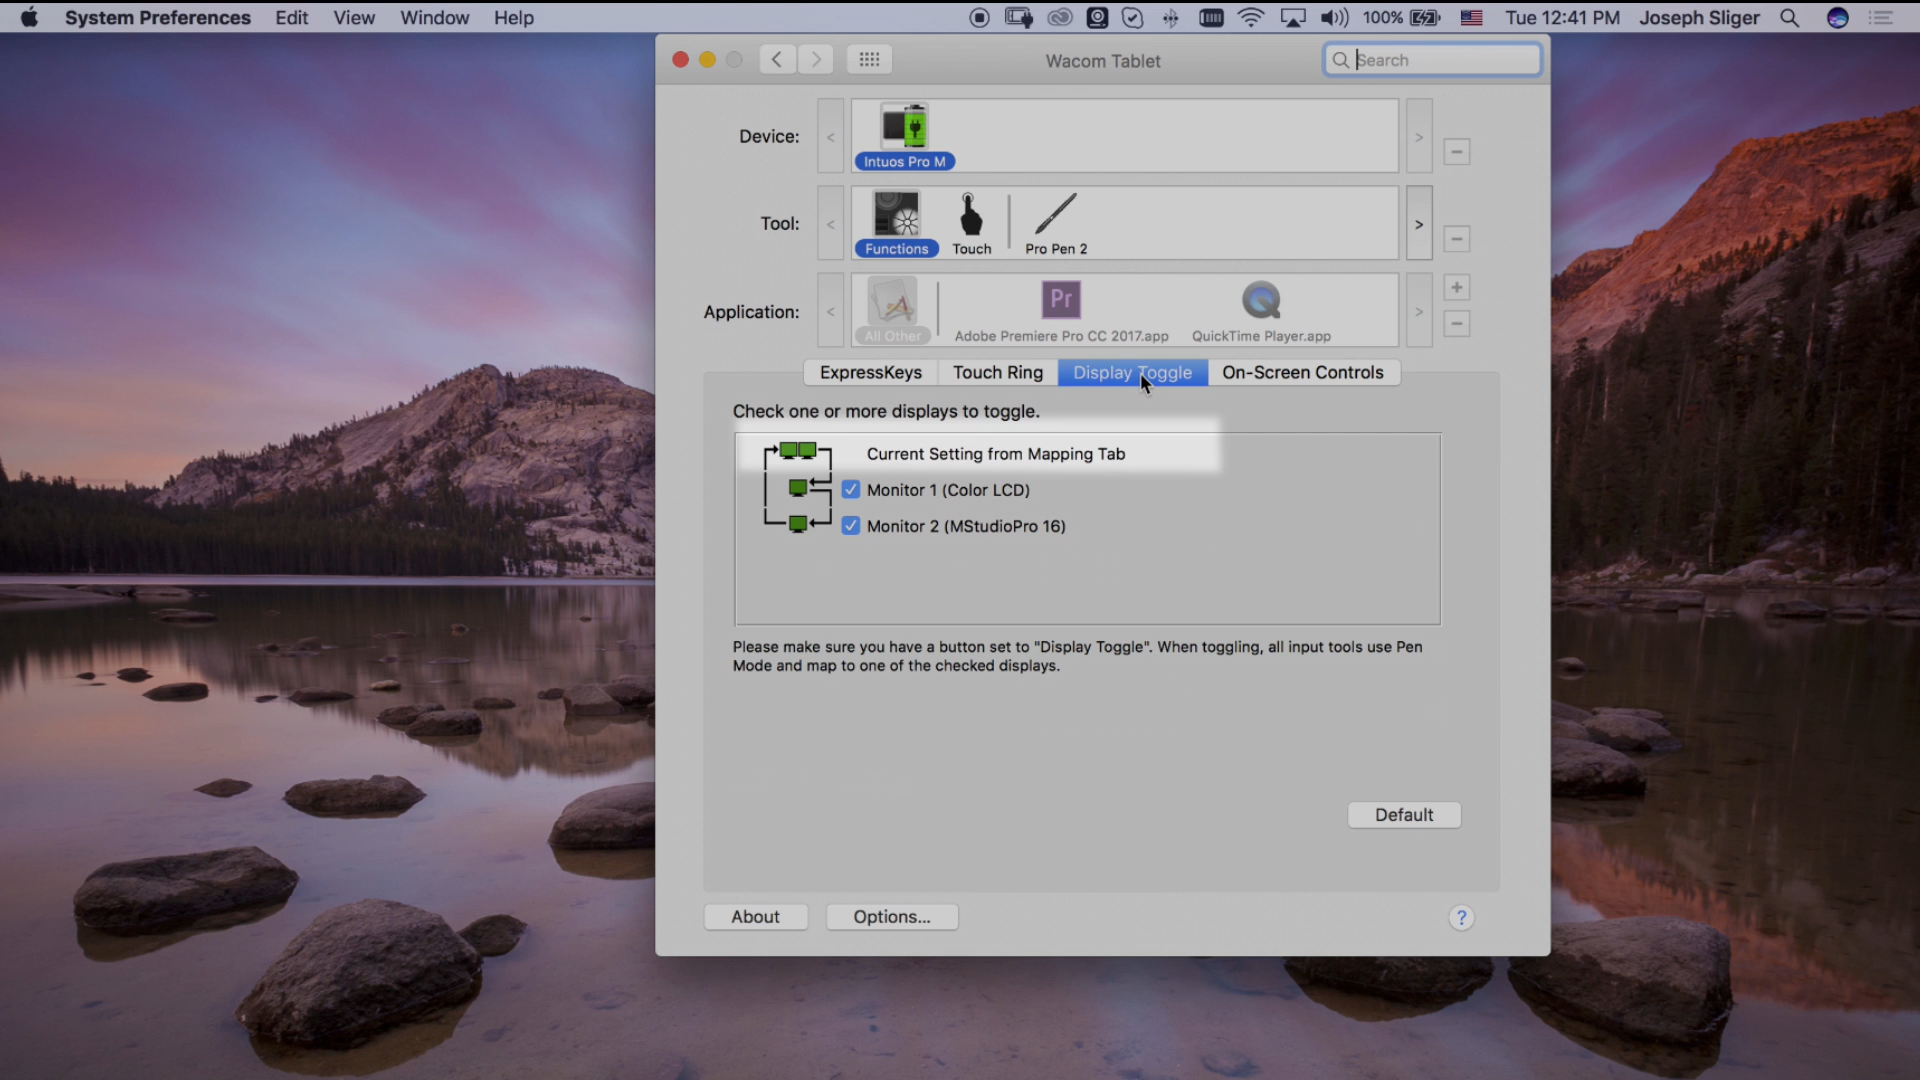 System Preferences Edit View Window Help 100% Tue 12:41 PM Joseph Sliger
Wacom Tablet
Search
Device:
Intuos Pro M
Tool:
Functions Touch Pro Pen 2
Application:
Pr
All Other Adobe Premiere Pro CC 2017.app QuickTime Player.app
ExpressKeys Touch Ring Display Toggle On-Screen Controls
Check one or more displays to toggle.
Current Setting from Mapping Tab
Monitor 1 (Color LCD)
Monitor 2 (MStudioPro 16)
Please make sure you have a button set to "Display Toggle". When toggling, all input tools use Pen
Mode and map to one of the checked displays.
Default
About Options... ?